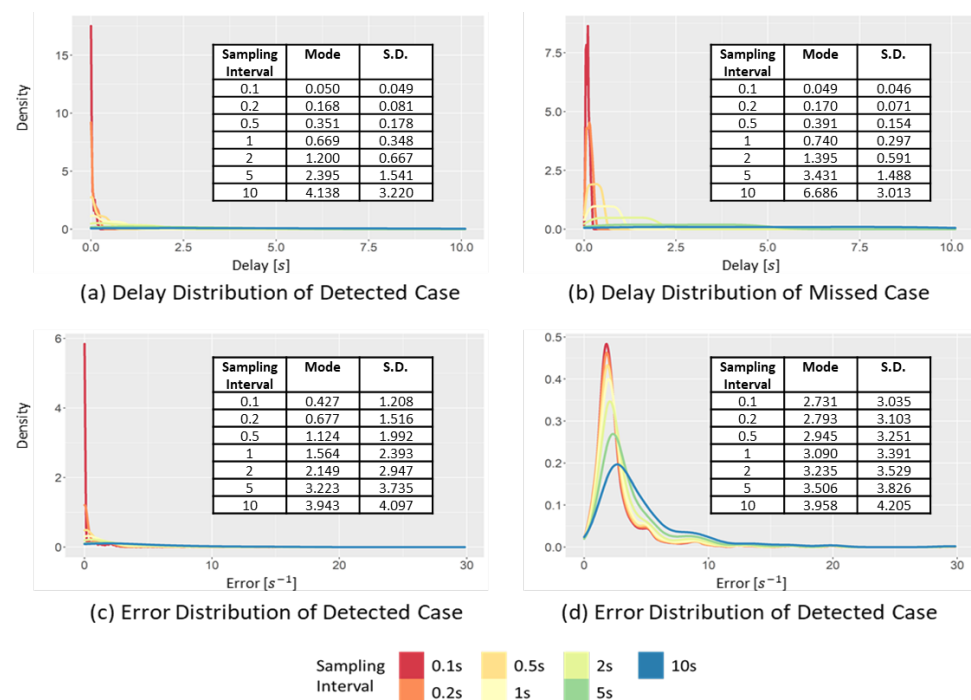 Density
15
10
5
0
0.0 2.5 5.0 7.5 10.0
Delay [s]
Sampling Interval Mode S.D.
0.1 0.050 0.049
0.2 0.168 0.081
0.5 0.351 0.178
1 0.669 0.348
2 1.200 0.667
5 2.395 1.541
10 4.138 3.220
(a) Delay Distribution of Detected Case
7.5
5.0
2.5
0.0
0.0 2.5 5.0 7.5 10.0
Delay [s]
Sampling Interval Mode S.D.
0.1 0.049 0.046
0.2 0.170 0.071
0.5 0.391 0.154
1 0.740 0.297
2 1.395 0.591
5 3.431 1.488
10 6.686 3.013
(b) Delay Distribution of Missed Case
Density
6
4
2
0
0 10 20 30
Error [s⁻¹]
Sampling Interval Mode S.D.
0.1 0.427 1.208
0.2 0.677 1.516
0.5 1.124 1.992
1 1.564 2.393
2 2.149 2.947
5 3.223 3.735
10 3.943 4.097
(c) Error Distribution of Detected Case
0.5
0.4
0.3
0.2
0.1
0.0
0 10 20 30
Error [s⁻¹]
Sampling Interval Mode S.D.
0.1 2.731 3.035
0.2 2.793 3.103
0.5 2.945 3.251
1 3.090 3.391
2 3.235 3.529
5 3.506 3.826
10 3.958 4.205
(d) Error Distribution of Detected Case
Sampling Interval
0.1s 0.5s 2s 10s
0.2s 1s 5s